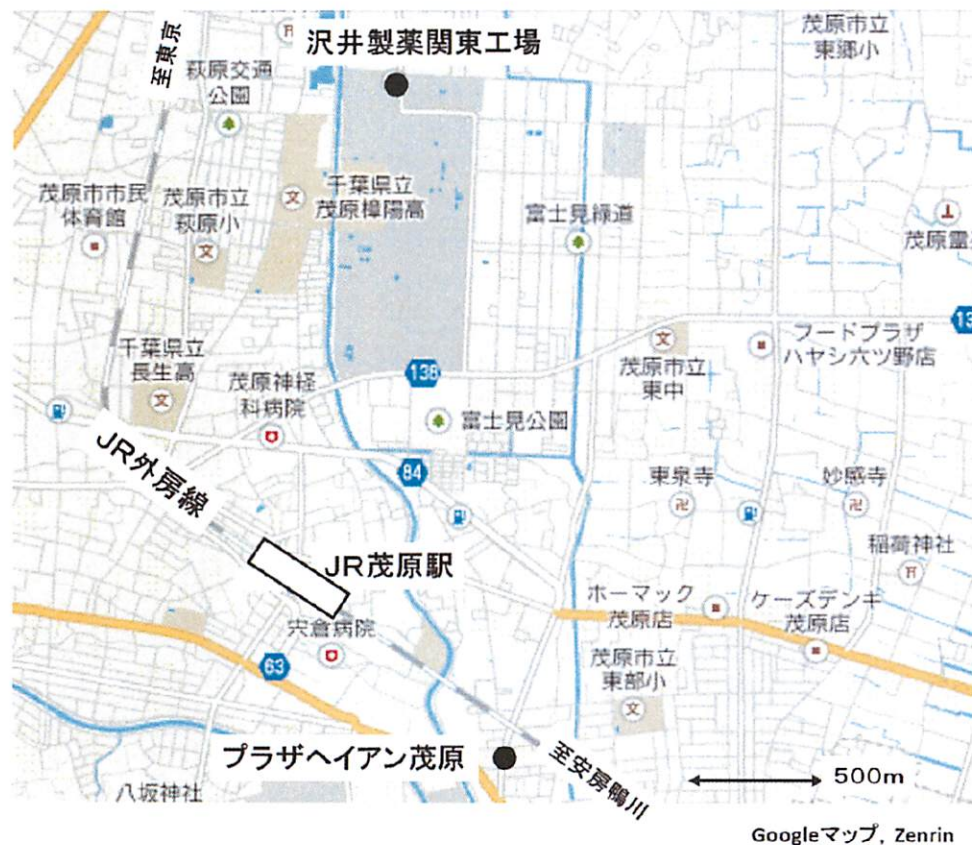 沢井製薬関東工場
至東京
萩原交通
公園
茂原市立
東郷小
茂原市市民
体育館
茂原市立
萩原小
千葉県立
茂原樟陽高
富士見緑道
茂原霊
千葉県立
長生高
138
13
茂原神経
科病院
富士見公園
茂原市立
東中
フードプラザ
ハヤシ六ツ野店
JR外房線
84
東泉寺
妙感寺
稲荷神社
JR茂原駅
ホーマック
茂原店
ケーズデンキ
茂原店
宍倉病院
63
茂原市立
東部小
プラザヘイアン茂原
至安房鴨川
八坂神社
500m
Googleマップ, Zenrin